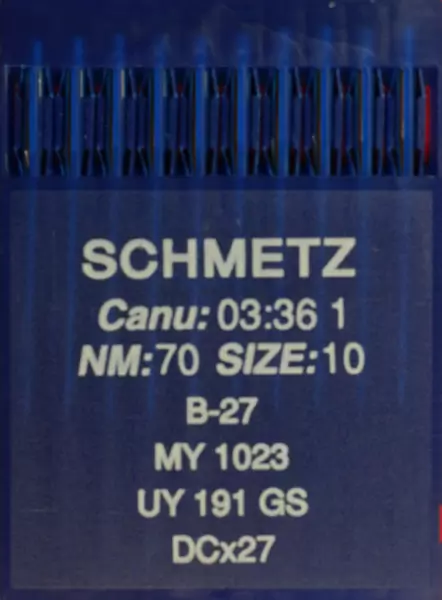 SCHMETZ
Canu: 03:36 1
NM:70 SIZE:10
B-27
MY 1023
UY 191 GS
DCx27